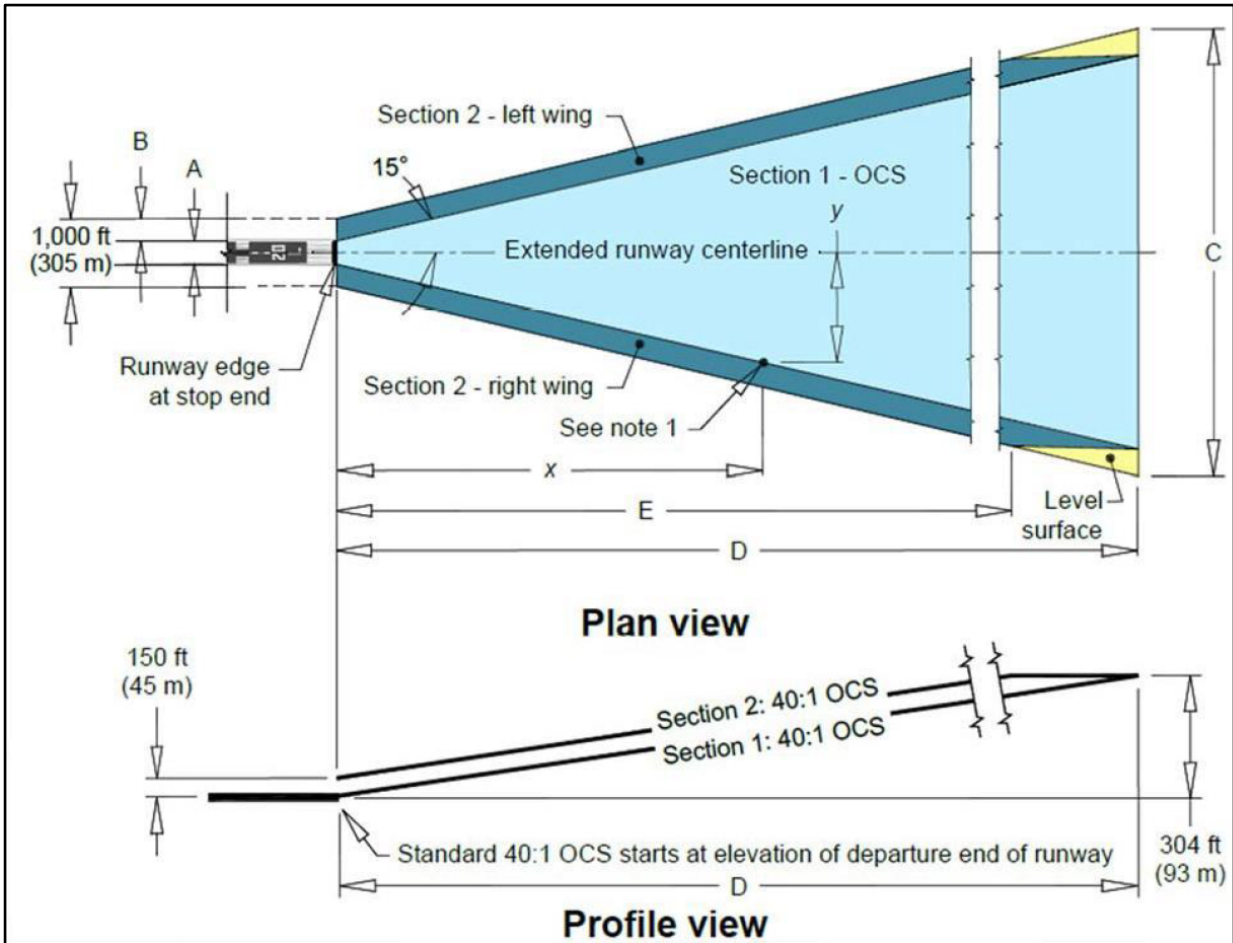 B
A
1,000 ft
(305 m)
Section 2 - left wing
15°
Section 1 - OCS
y
Extended runway centerline
C
20
Runway edge
at stop end
Section 2 - right wing
See note 1
x
E
Level
surface
D
Plan view
150 ft
(45 m)
Section 2: 40:1 OCS
Section 1: 40:1 OCS
Standard 40:1 OCS starts at elevation of departure end of runway
304 ft
(93 m)
D
Profile view